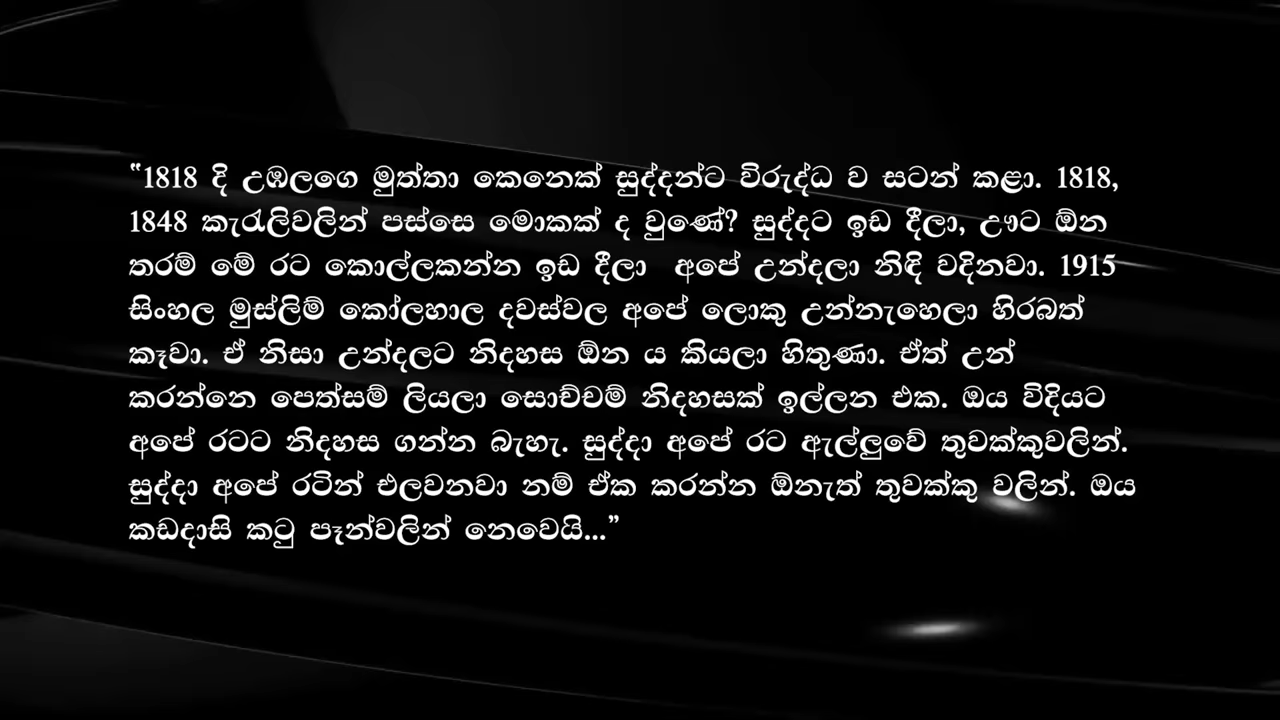 “1818 දි උඹලගෙ මුත්තා කෙනෙක් සුද්දන්ට විරුද්ධ ව සටන් කළා. 1818,
1848 කැරැලිවලින් පස්සෙ මොකක් ද වුණේ? සුද්දට ඉඩ දීලා, ඌට ඕන
තරම් මේ රට කොල්ලකන්න ඉඩ දීලා  අපේ උන්දලා නිඳි වදිනවා. 1915
සිංහල මුස්ලිම් කෝලහාල දවස්වල අපේ ලොකු උන්නැහෙලා හිරබත්
කෑවා. ඒ නිසා උන්දලට නිදහස ඕන ය කියලා හිතුණා. ඒත් උන්
කරන්නෙ පෙත්සම් ලියලා සොච්චම් නිදහසක් ඉල්ලන එක. ඔය විදියට
අපේ රටට නිදහස ගන්න බැහැ. සුද්දා අපේ රට ඇල්ලුවේ තුවක්කුවලින්.
සුද්දා අපේ රටින් එලවනවා නම් ඒක කරන්න ඕනැත් තුවක්කු වලින්. ඔය
කඩදාසි කටු පෑන්වලින් නෙවෙයි...”